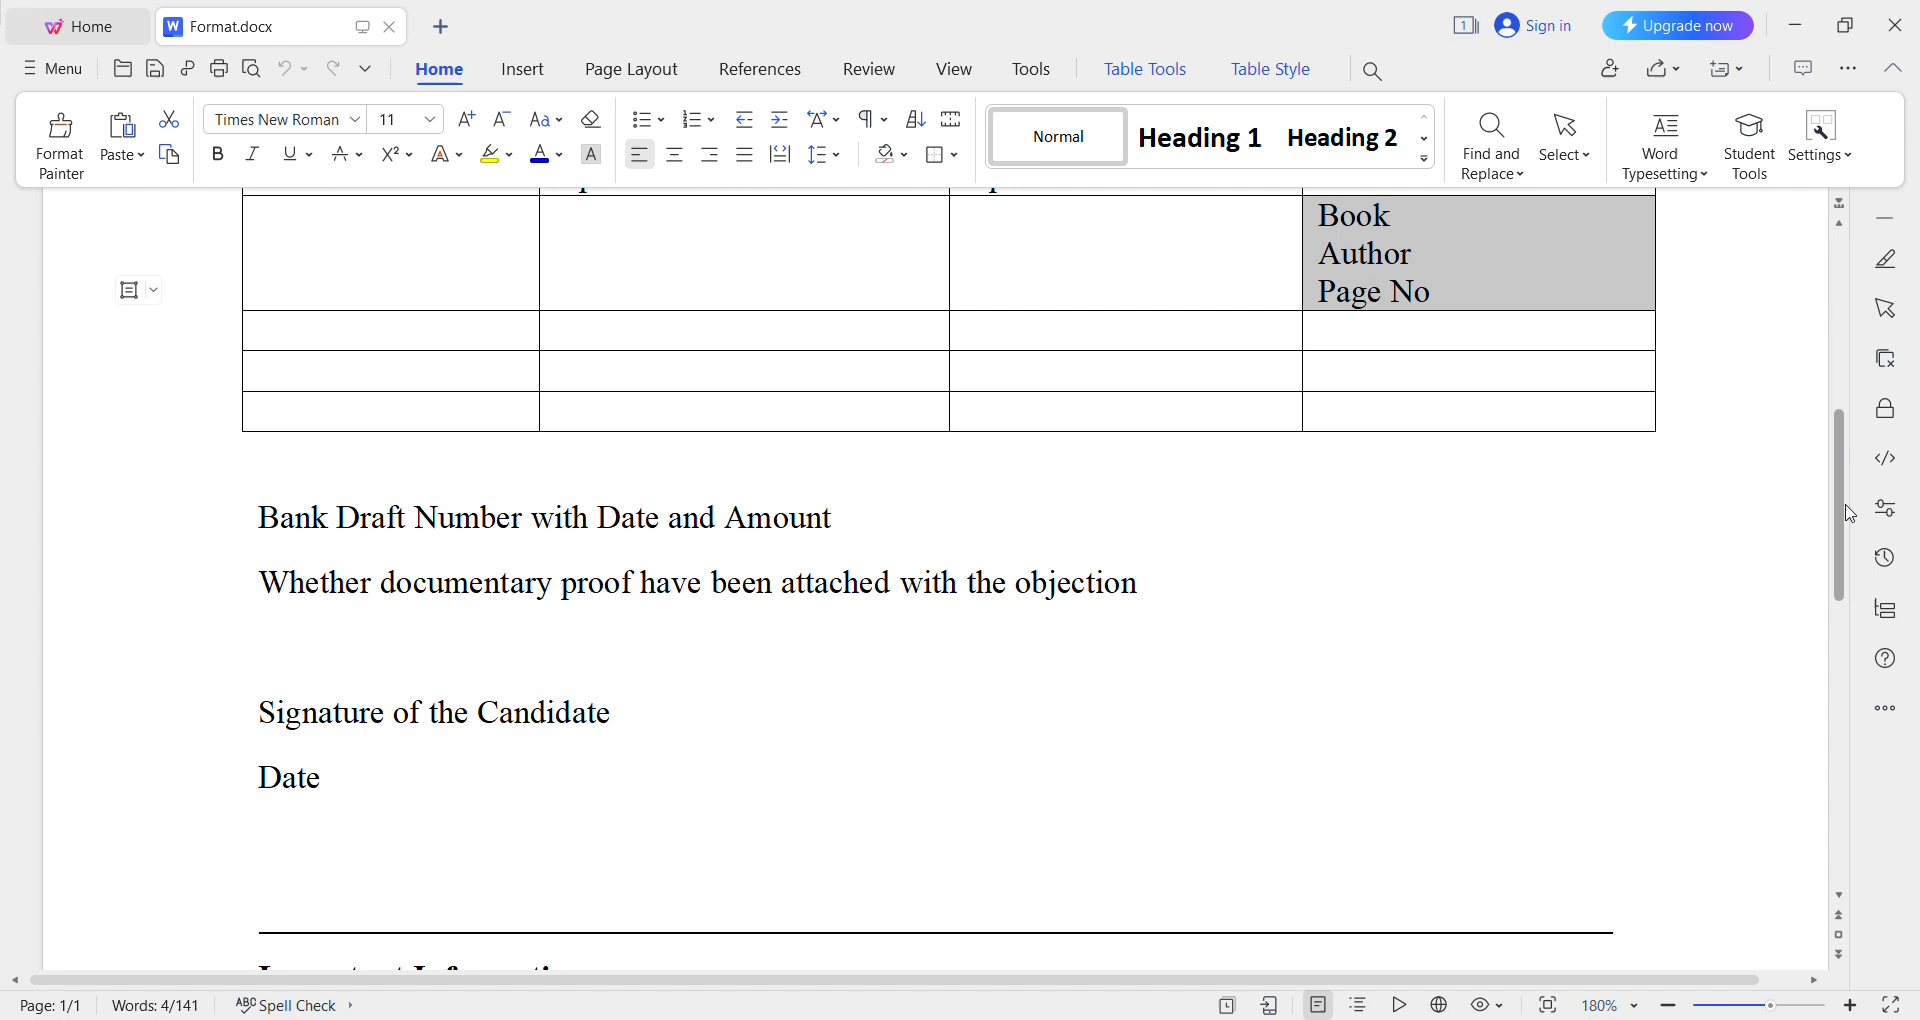 Home
Format.docx
Sign in
Upgrade now
Menu
Home
Insert
Page Layout
References
Review
View
Tools
Table Tools
Table Style
Format
Painter
Paste
Times New Roman
11
Normal
Heading 1
Heading 2
Find and
Replace
Select
Word
Typesetting
Student
Tools
Settings
Book
Author
Page No
Bank Draft Number with Date and Amount
Whether documentary proof have been attached with the objection
Signature of the Candidate
Date
Page: 1/1
Words: 4/141
Spell Check
180%